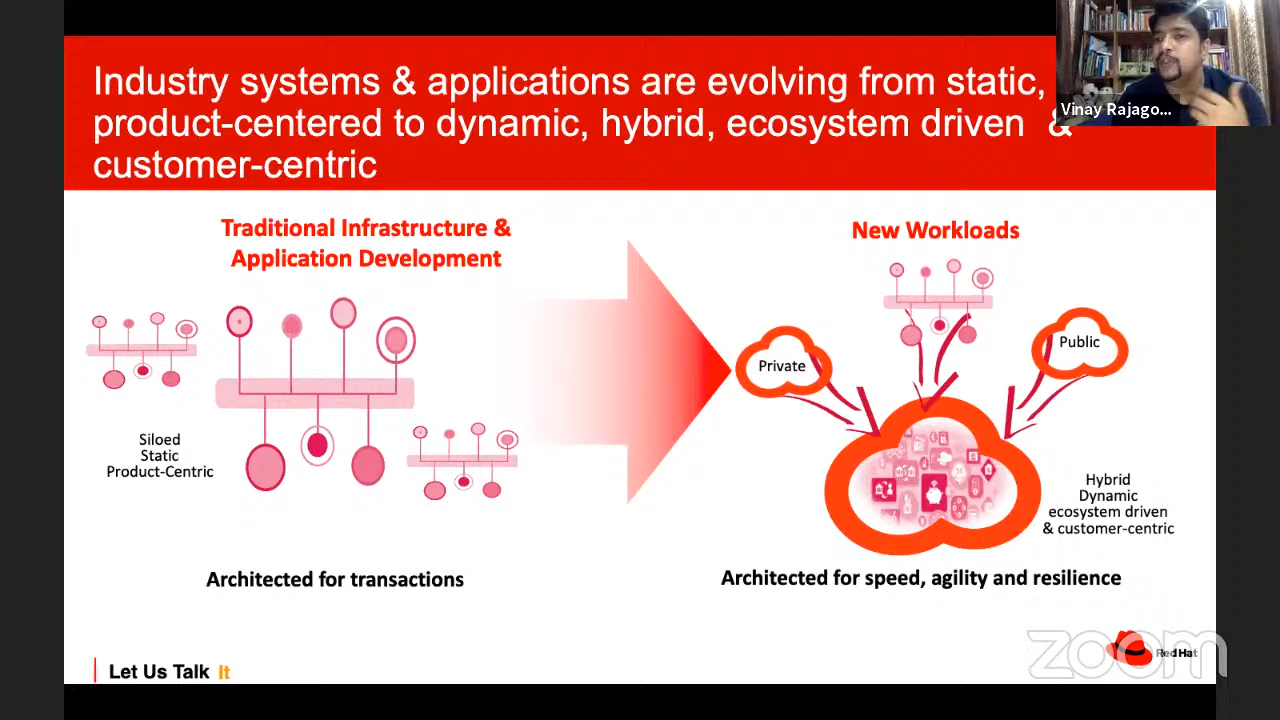 Industry systems & applications are evolving from static,
product-centered to dynamic, hybrid, ecosystem driven &
customer-centric
Vinay Rajago...
Traditional Infrastructure &
Application Development
Siloed
Static
Product-Centric
Architected for transactions
New Workloads
Private
Public
Hybrid
Dynamic
ecosystem driven
& customer-centric
Architected for speed, agility and resilience
Let Us Talk It
zoom
Red Hat